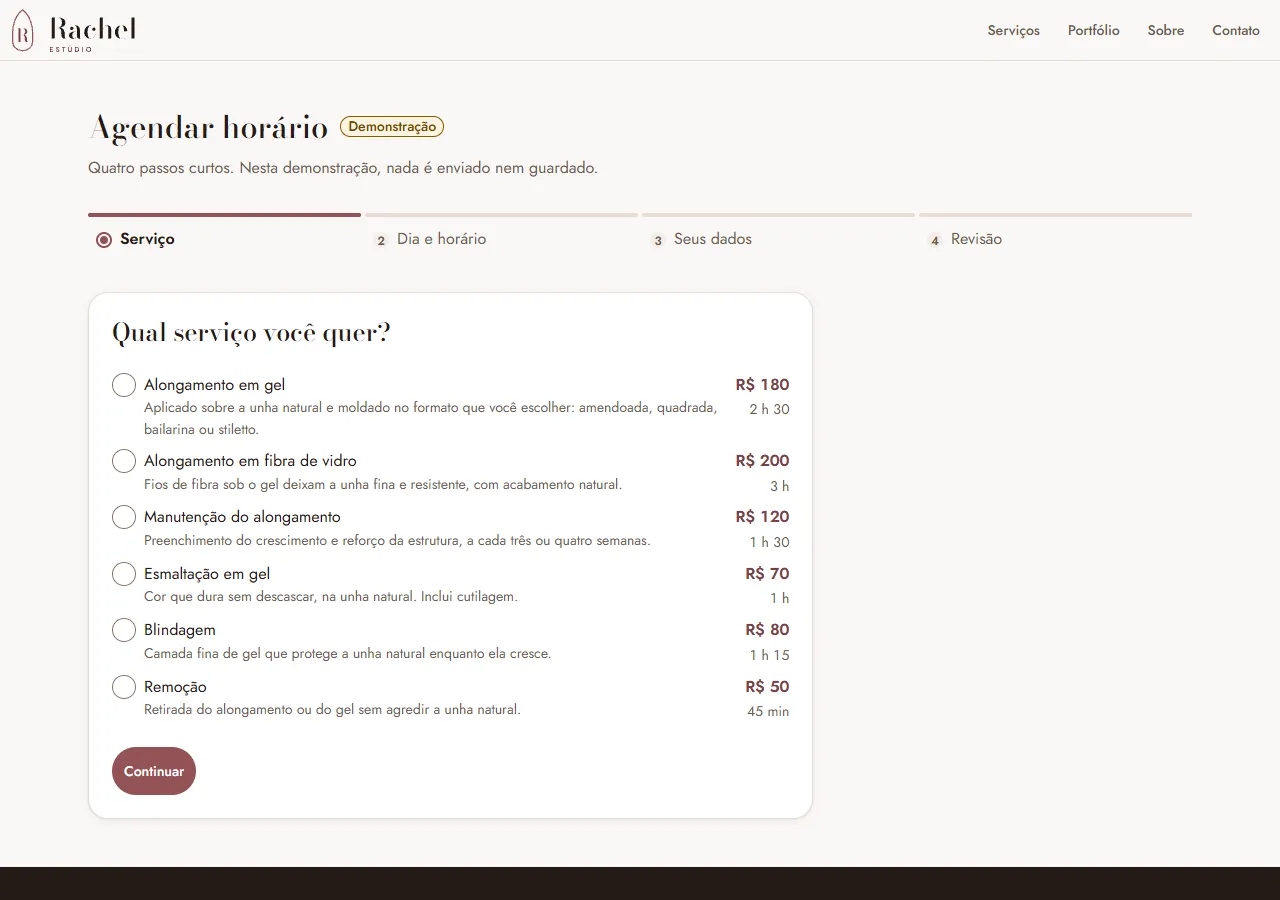 R
Rachel
ESTÚDIO
Serviços
Portfólio
Sobre
Contato
Agendar horário
Demonstração
Quatro passos curtos. Nesta demonstração, nada é enviado nem guardado.
Serviço
2 Dia e horário
3 Seus dados
4 Revisão
Qual serviço você quer?
Alongamento em gel
R$ 180
Aplicado sobre a unha natural e moldado no formato que você escolher: amendoada, quadrada,
bailarina ou stiletto.
2 h 30
Alongamento em fibra de vidro
R$ 200
Fios de fibra sob o gel deixam a unha fina e resistente, com acabamento natural.
3 h
Manutenção do alongamento
R$ 120
Preenchimento do crescimento e reforço da estrutura, a cada três ou quatro semanas.
1 h 30
Esmaltação em gel
R$ 70
Cor que dura sem descascar, na unha natural. Inclui cutilagem.
1 h
Blindagem
R$ 80
Camada fina de gel que protege a unha natural enquanto ela cresce.
1 h 15
Remoção
R$ 50
Retirada do alongamento ou do gel sem agredir a unha natural.
45 min
Continuar